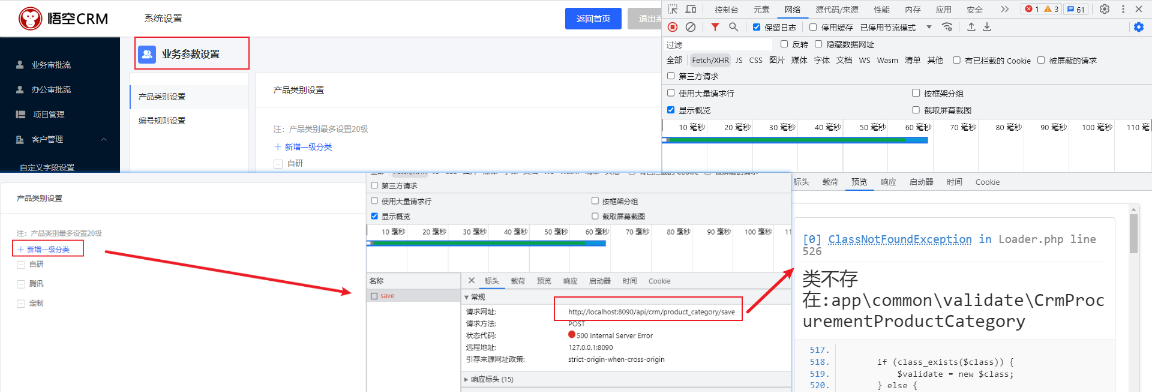 悟空CRM
系统设置
返回首页
业务审批流
办公审批流
项目管理
客户管理
自定义字段设置
业务参数设置
产品类别设置
编号规则设置
产品类别设置
注：产品类别最多设置20级
+ 新增一级分类
自研
控制台 元素 网络 源代码/来源 性能 内存 应用 安全 1 3 61
保留日志 停用缓存 已停用节流模式
过滤 反转 隐藏数据网址
全部 Fetch/XHR JS CSS 图片 媒体 字体 文档 WS Wasm 清单 其他 有已拦截的 Cookie 被屏蔽的请求
第三方请求
使用大量请求行 按框架分组
显示概览 截取屏幕截图
10 毫秒 20 毫秒 30 毫秒 40 毫秒 50 毫秒 60 毫秒 70 毫秒 80 毫秒 90 毫秒 100 毫秒 110 毫
产品类别设置
注：产品类别最多设置20级
+ 新增一级分类
自研
腾讯
定制
第三方请求
使用大量请求行 按框架分组
显示概览 截取屏幕截图
10 毫秒 20 毫秒 30 毫秒 40 毫秒 50 毫秒 60 毫秒 70 毫秒 80 毫秒 90 毫秒 100 毫秒 110
名称
save
标头 载荷 预览 响应 启动器 时间 Cookie
常规
请求网址: http://localhost:8090/api/crm/product_category/save
请求方法: POST
状态代码: 500 Internal Server Error
远程地址: 127.0.0.1:8090
引荐来源网址政策: strict-origin-when-cross-origin
响应标头 (15)
标头 载荷 预览 响应 启动器 时间 Cookie
[0] ClassNotFoundException in Loader.php line
526
类不存
在:app\common\validate\CrmProc
urementProductCategory
517.
518. if (class_exists($class)) {
519. $validate = new $class;
520. } else {